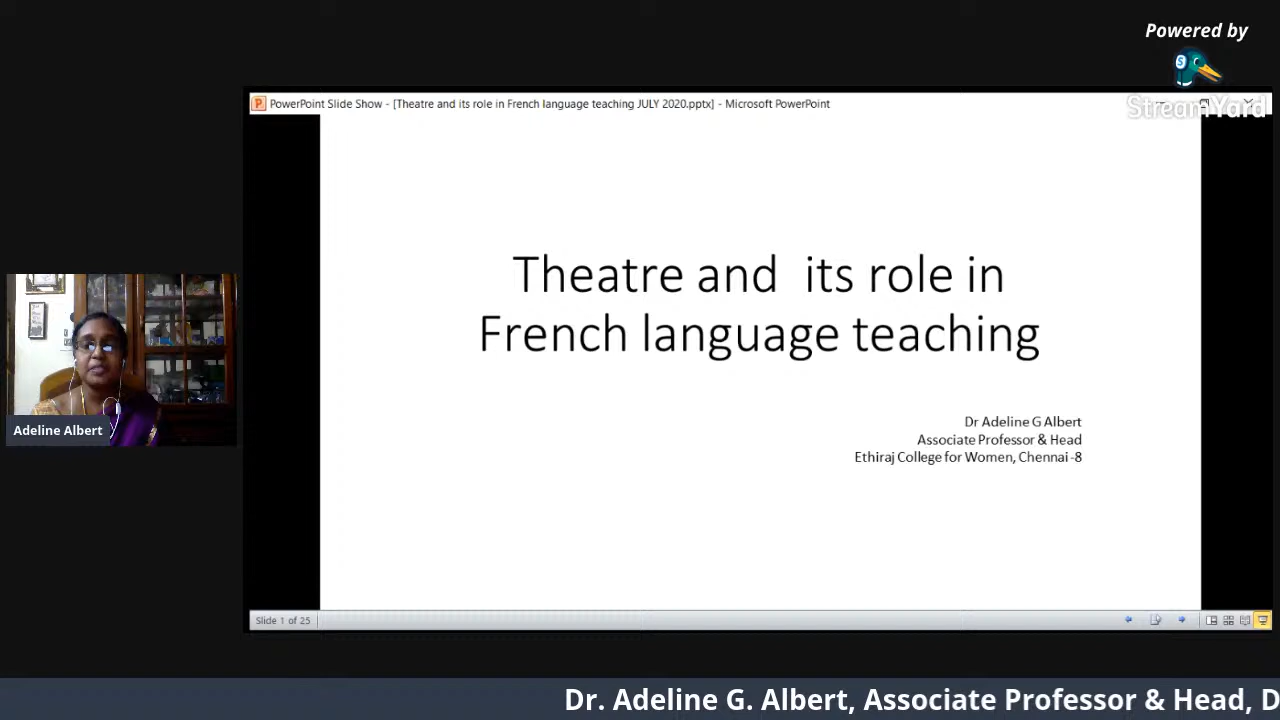 Powered by
StreamYard
PowerPoint Slide Show - [Theatre and its role in French language teaching JULY 2020.pptx] - Microsoft PowerPoint
Theatre and its role in
French language teaching
Dr Adeline G Albert
Associate Professor & Head
Ethiraj College for Women, Chennai -8
Adeline Albert
Slide 1 of 25
Dr. Adeline G. Albert, Associate Professor & Head, D